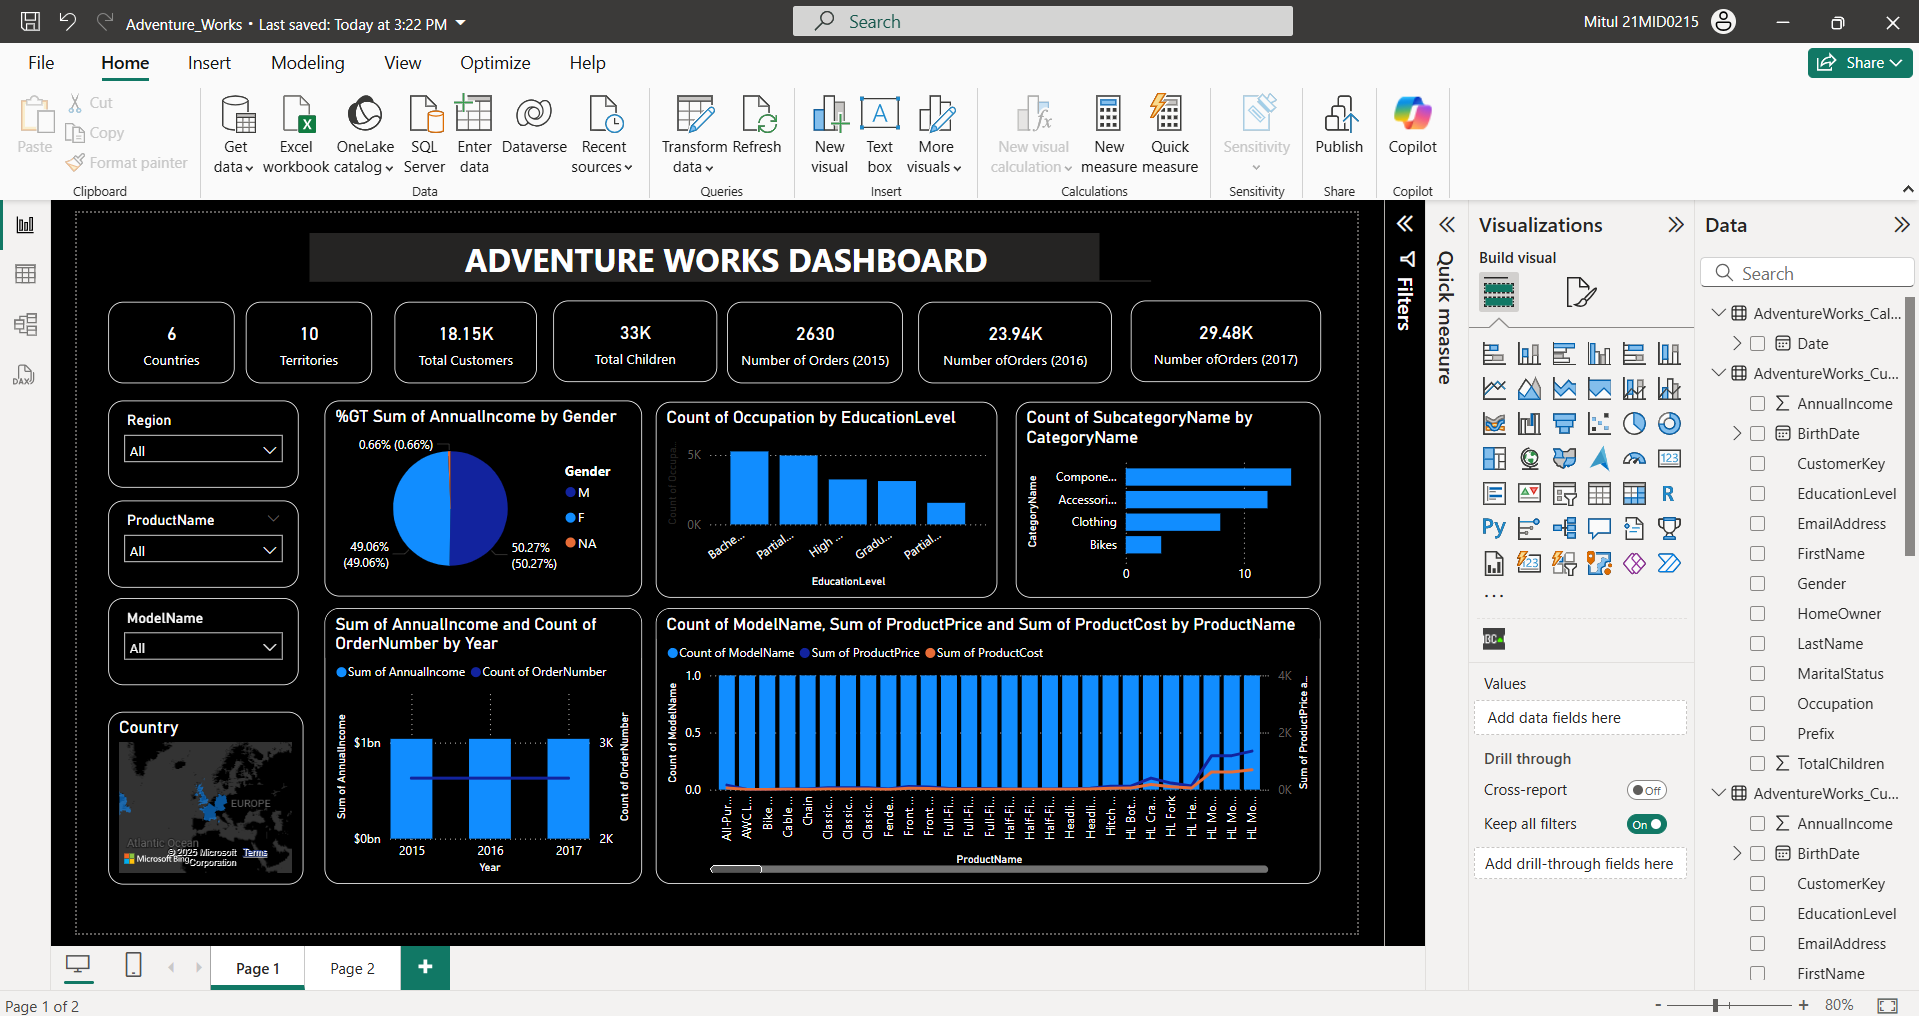 Adventure_Works • Last saved: Today at 3:22 PM
Search
Mitul 21MID0215
File
Home
Insert
Modeling
View
Optimize
Help
Share
Paste
Cut
Copy
Format painter
Clipboard
Get data
Excel workbook
OneLake catalog
SQL Server
Enter data
Dataverse
Recent sources
Data
Transform data
Refresh
Queries
New visual
Text box
More visuals
Insert
New visual calculation
New measure
Quick measure
Calculations
Sensitivity
Sensitivity
Publish
Share
Copilot
Copilot
ADVENTURE WORKS DASHBOARD
6
Countries
10
Territories
18.15K
Total Customers
33K
Total Children
2630
Number of Orders (2015)
23.94K
Number ofOrders (2016)
29.48K
Number ofOrders (2017)
Region
All
ProductName
All
ModelName
All
Country
EUROPE
Atlantic Ocean
Microsoft Bing
© 2025 Microsoft Corporation
Terms
%GT Sum of AnnualIncome by Gender
0.66% (0.66%)
49.06%
(49.06%)
50.27%
(50.27%)
Gender
M
F
NA
Count of Occupation by EducationLevel
Count of Occupa...
5K
0K
Bache...
Partial...
High ...
Gradu...
Partial...
EducationLevel
Count of SubcategoryName by
CategoryName
CategoryName
Compone...
Accessori...
Clothing
Bikes
0
10
Sum of AnnualIncome and Count of
OrderNumber by Year
Sum of AnnualIncome
Count of OrderNumber
Sum of AnnualIncome
$1bn
$0bn
2015
2016
2017
Year
3K
2K
Count of OrderNumber
Count of ModelName, Sum of ProductPrice and Sum of ProductCost by ProductName
Count of ModelName
Sum of ProductPrice
Sum of ProductCost
Count of ModelName
1.0
0.5
0.0
4K
2K
0K
Sum of ProductPrice a...
All-Pur...
AWC L...
Bike ...
Cable ...
Chain
Classic...
Classic...
Classic...
Fende...
Front ...
Front ...
Full-Fi...
Full-Fi...
Full-Fi...
Half-Fi...
Half-Fi...
Half-Fi...
Headli...
Headli...
Hitch ...
HL Bot...
HL Cra...
HL Fork
HL He...
HL Mo...
HL Mo...
HL Mo...
ProductName
Filters
Quick measure
Visualizations
Build visual
123
R
Py
123
...
Values
Add data fields here
Drill through
Cross-report
Off
Keep all filters
On
Add drill-through fields here
Data
Search
AdventureWorks_Cal...
Date
AdventureWorks_Cu...
AnnualIncome
BirthDate
CustomerKey
EducationLevel
EmailAddress
FirstName
Gender
HomeOwner
LastName
MaritalStatus
Occupation
Prefix
TotalChildren
AdventureWorks_Cu...
AnnualIncome
BirthDate
CustomerKey
EducationLevel
EmailAddress
FirstName
DAX
Page 1
Page 2
+
Page 1 of 2
- + 80%